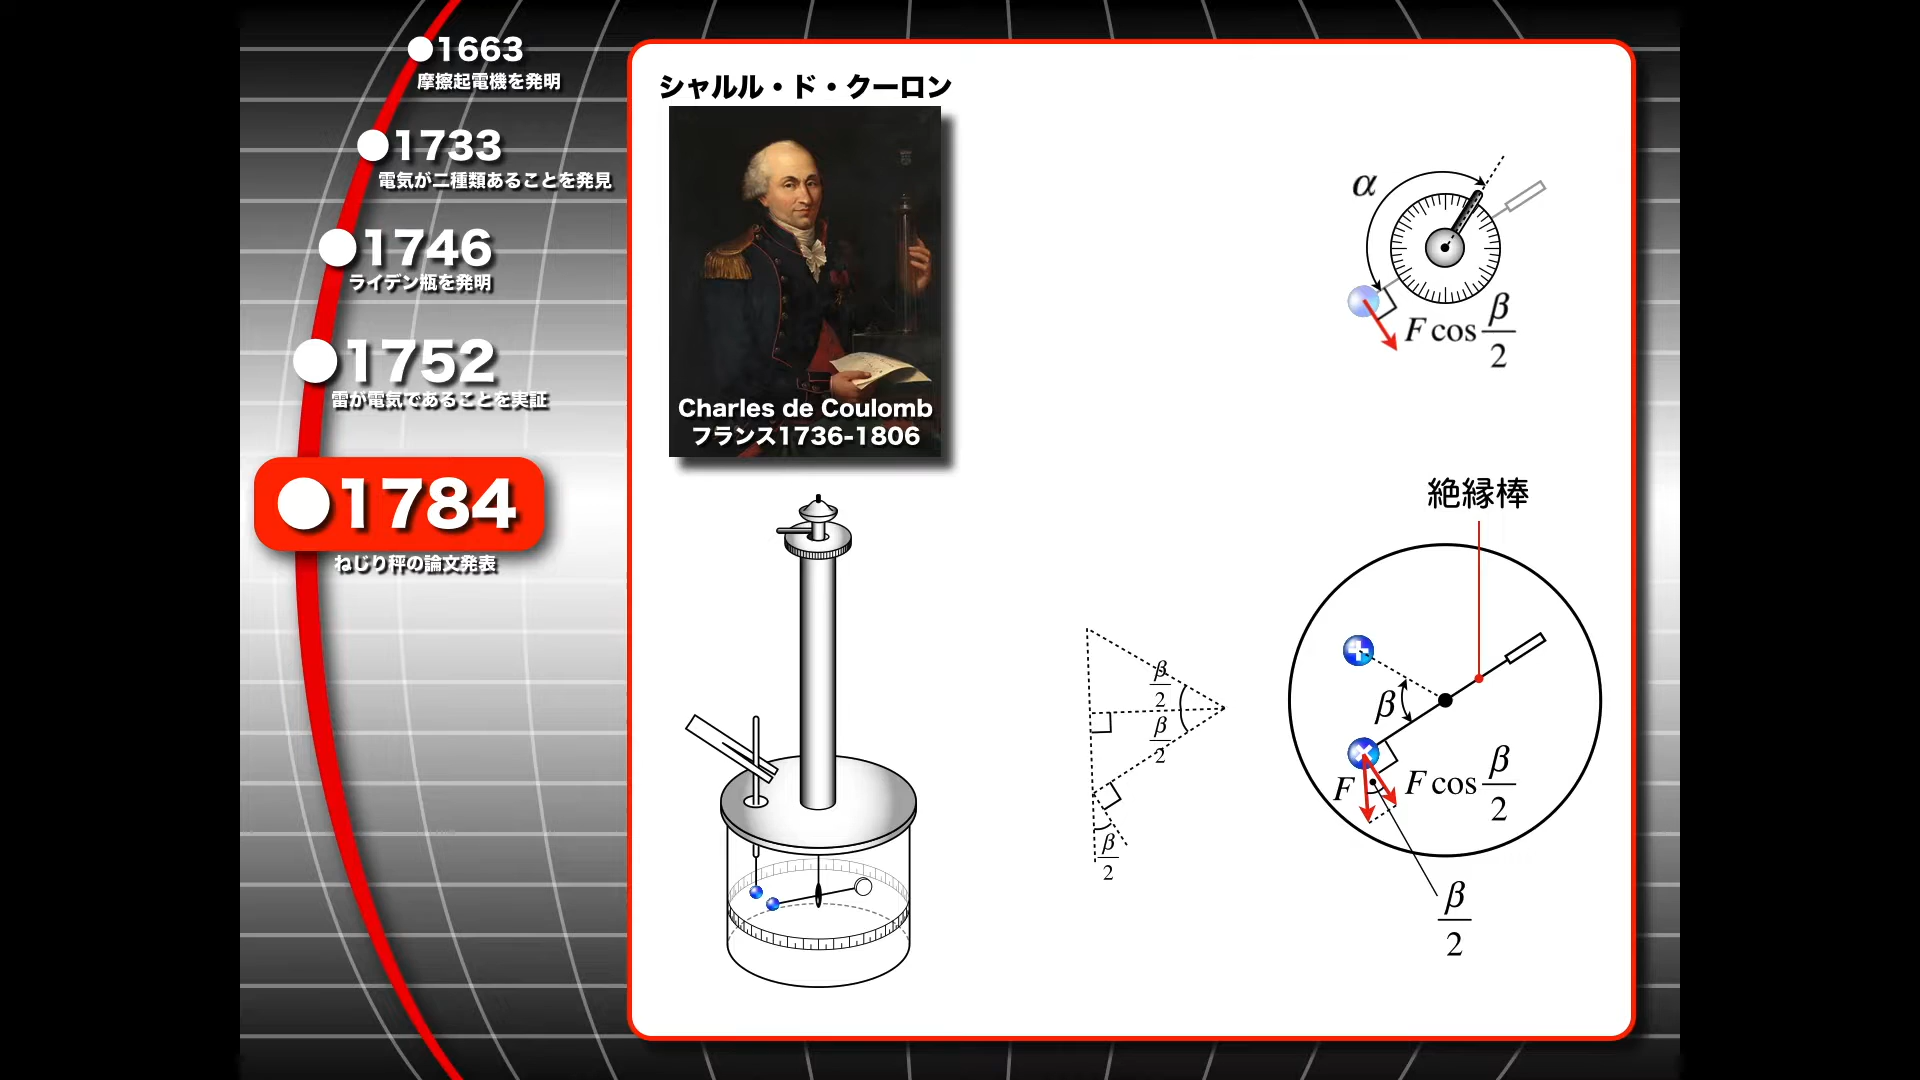 1663
摩擦起電機を発明
1733
電気が二種類あることを発見
1746
ライデン瓶を発明
1752
雷が電気であることを実証
1784
ねじり秤の論文発表
シャルル・ド・クーロン
Charles de Coulomb
フランス1736-1806
α
F cos β/2
絶縁棒
β/2
β/2
β/2
β
F
F cos β/2
β/2